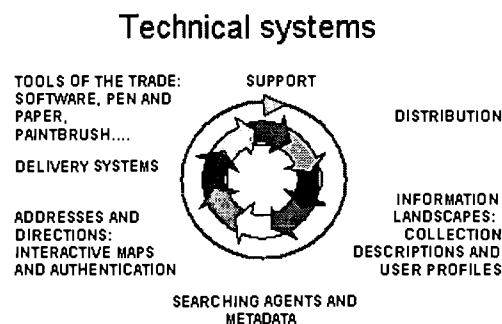 Technical systems
TOOLS OF THE TRADE:
SOFTWARE, PEN AND
PAPER,
PAINTBRUSH....
SUPPORT
DISTRIBUTION
DELIVERY SYSTEMS
INFORMATION
LANDSCAPES:
COLLECTION
DESCRIPTIONS AND
USER PROFILES
ADDRESSES AND
DIRECTIONS:
INTERACTIVE MAPS
AND AUTHENTICATION
SEARCHING AGENTS AND
METADATA